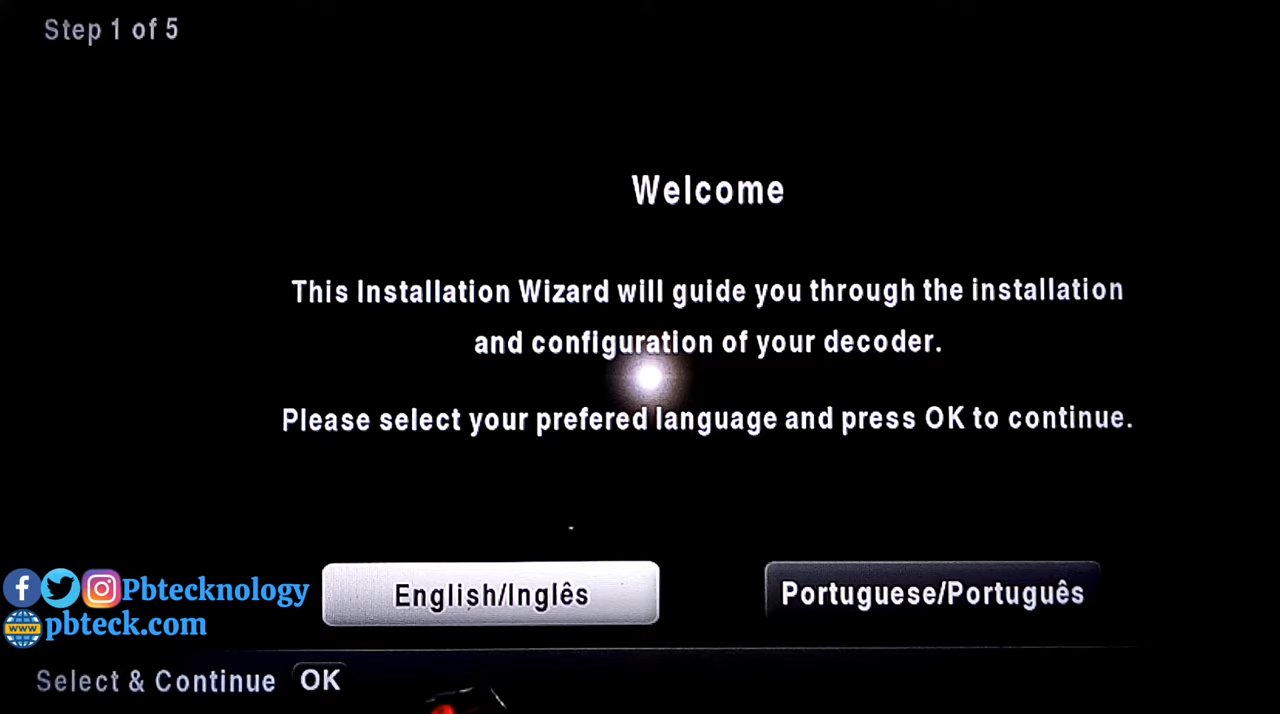 Step 1 of 5
Welcome
This Installation Wizard will guide you through the installation
and configuration of your decoder.
Please select your prefered language and press OK to continue.
English/Inglês
Portuguese/Português
Pbtecknology
www
pbteck.com
Select & Continue OK